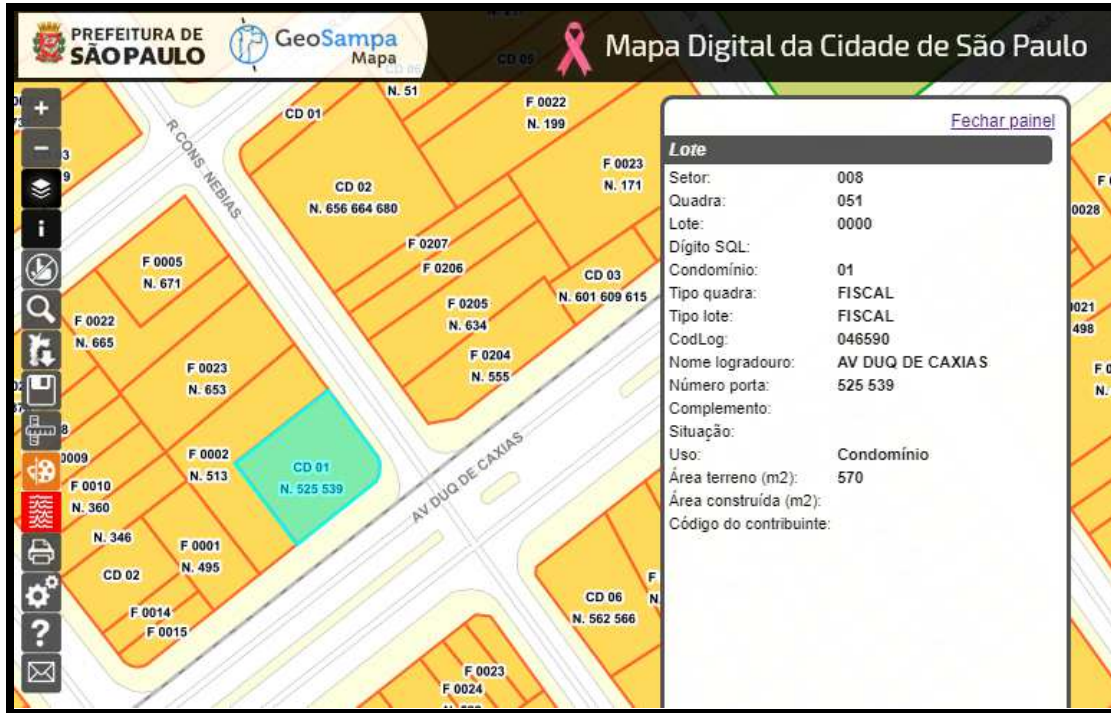 PREFEITURA DE
SÃO PAULO
GeoSampa
Mapa
Mapa Digital da Cidade de São Paulo
CD 06
N. 51
CD 01
F 0022
N. 199
F 0023
N. 171
R CONS NEBIAS
CD 02
N. 656 664 680
F 0207
F 0206
CD 03
N. 601 609 615
F 0205
N. 634
F 0204
N. 555
F 0005
N. 671
F 0022
N. 665
F 0023
N. 653
F 0002
N. 513
CD 01
N. 525 539
AV DUQ DE CAXIAS
0009
F 0010
N. 360
N. 346
CD 02
F 0001
N. 495
F 0014
F 0015
CD 06
N. 562 566
F 0023
F 0024
Fechar painel
Lote
Setor: 008
Quadra: 051
Lote: 0000
Dígito SQL:
Condomínio: 01
Tipo quadra: FISCAL
Tipo lote: FISCAL
CodLog: 046590
Nome logradouro: AV DUQ DE CAXIAS
Número porta: 525 539
Complemento:
Situação:
Uso: Condomínio
Área terreno (m2): 570
Área construída (m2):
Código do contribuinte:
0028
498